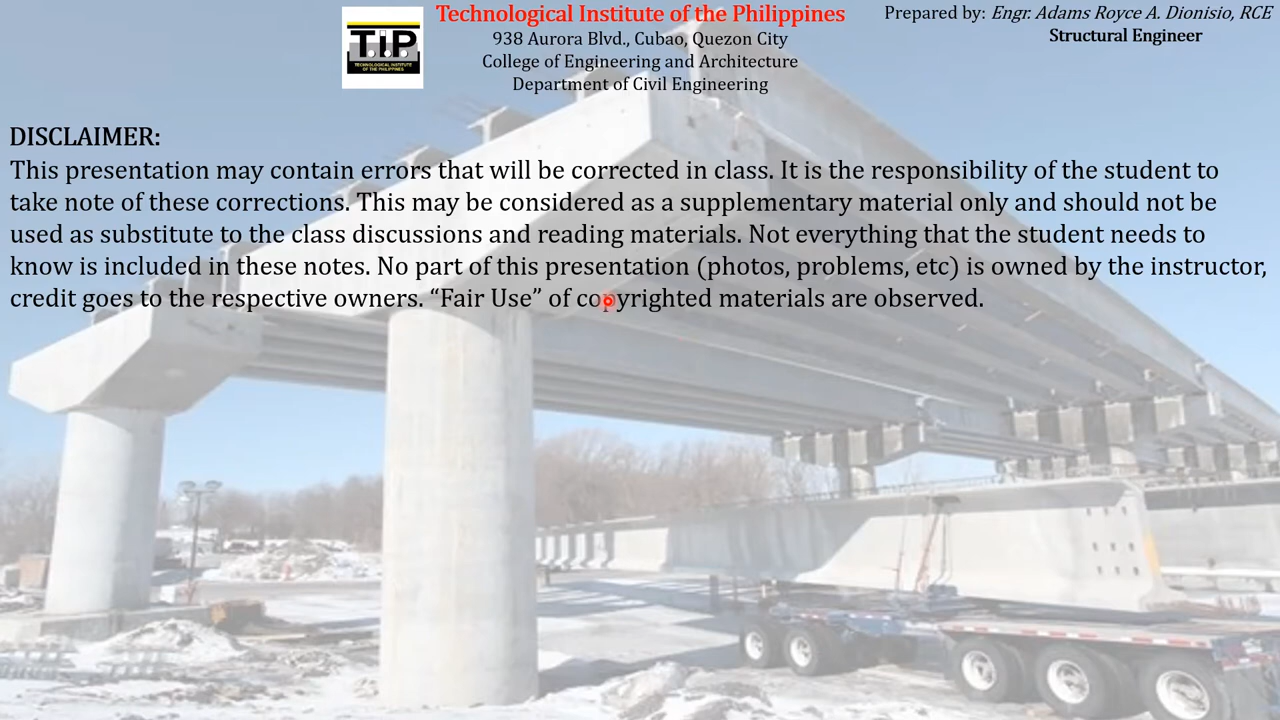 Technological Institute of the Philippines
938 Aurora Blvd., Cubao, Quezon City
College of Engineering and Architecture
Department of Civil Engineering
Prepared by: Engr. Adams Royce A. Dionisio, RCE
Structural Engineer
TiP
TECHNOLOGICAL INSTITUTE
OF THE PHILIPPINES
DISCLAIMER:
This presentation may contain errors that will be corrected in class. It is the responsibility of the student to
take note of these corrections. This may be considered as a supplementary material only and should not be
used as substitute to the class discussions and reading materials. Not everything that the student needs to
know is included in these notes. No part of this presentation (photos, problems, etc) is owned by the instructor,
credit goes to the respective owners. “Fair Use” of copyrighted materials are observed.